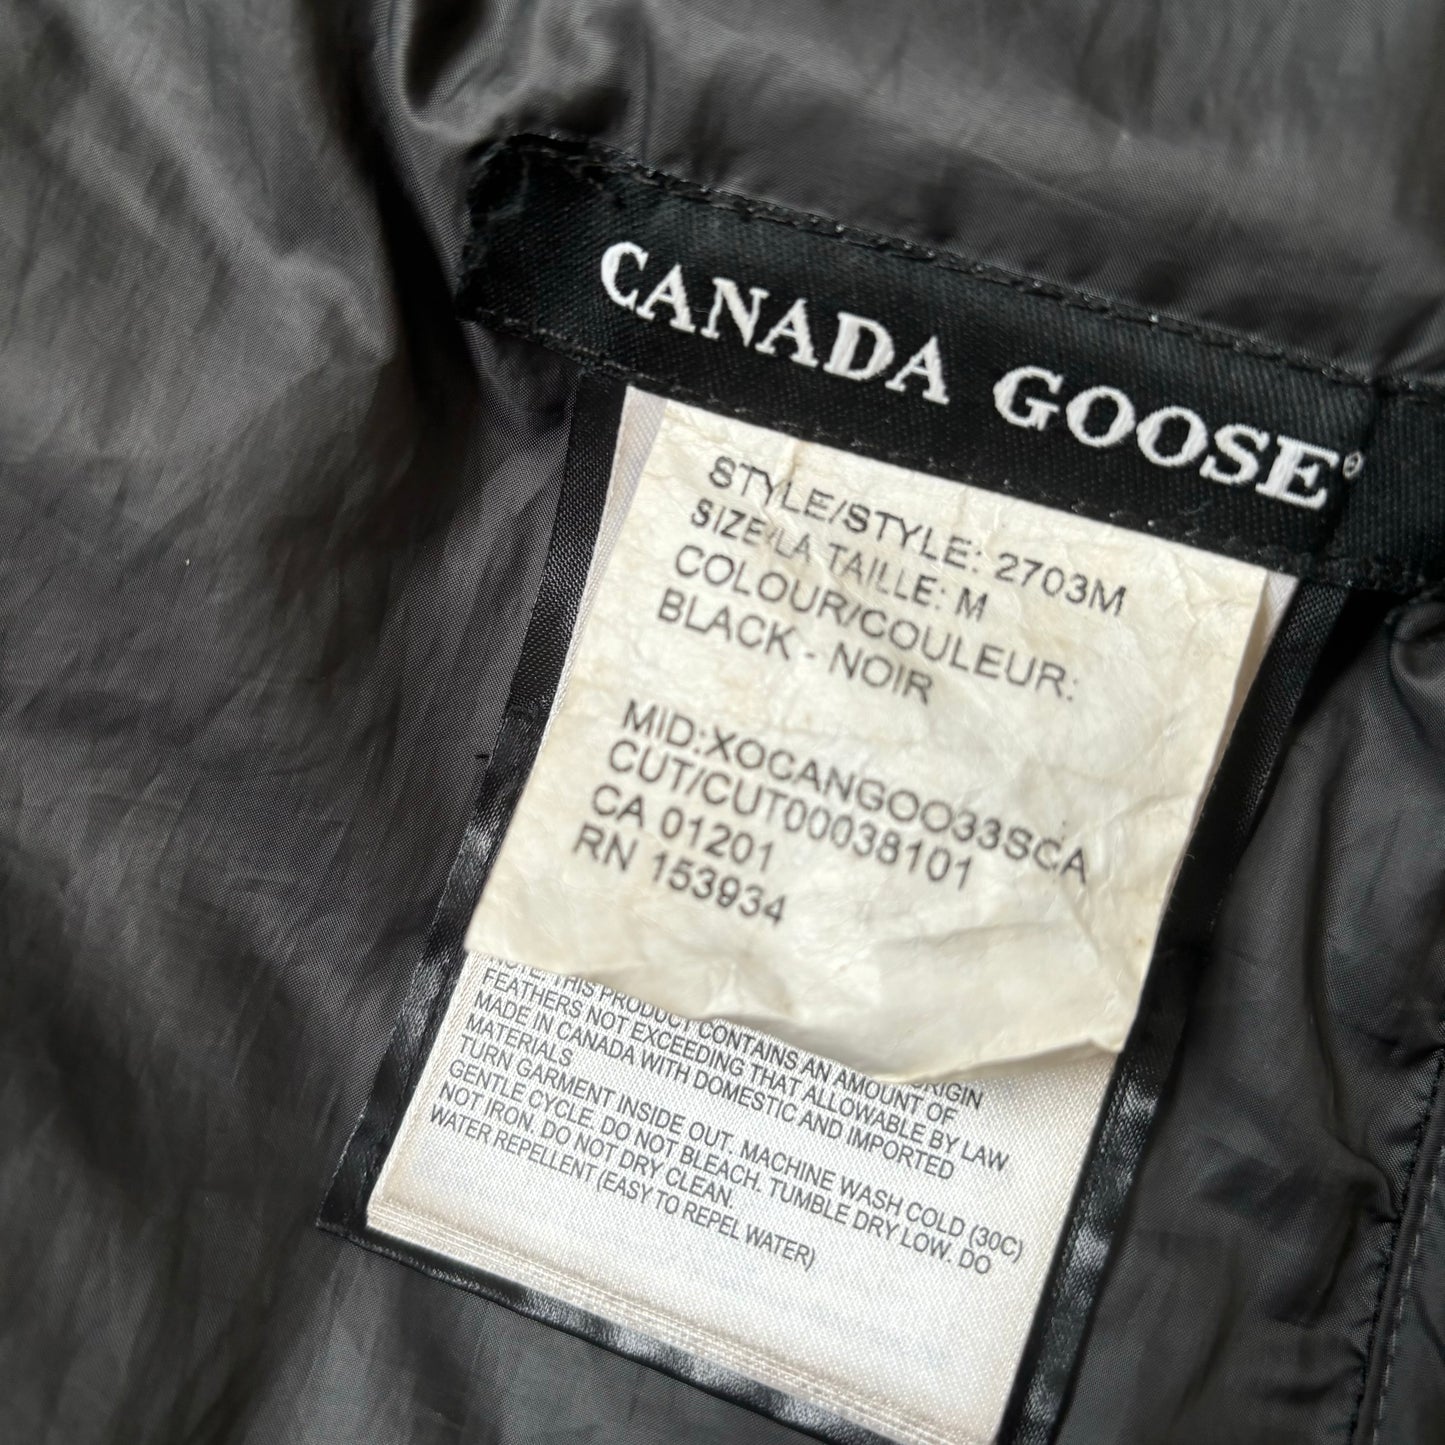 CANADA GOOSE®
STYLE/STYLE: 2703M
SIZE/LA TAILLE: M
COLOUR/COULEUR:
BLACK - NOIR
MID:XOCANGOO33SCA
CUT/CUT00038101
CA 01201
RN 153934
NOTE: THIS PRODUCT CONTAINS AN AMOUNT OF
FEATHERS NOT EXCEEDING THAT ALLOWABLE BY LAW
MADE IN CANADA WITH DOMESTIC AND IMPORTED
MATERIALS
TURN GARMENT INSIDE OUT. MACHINE WASH COLD (30C)
GENTLE CYCLE. DO NOT BLEACH. TUMBLE DRY LOW. DO
NOT IRON. DO NOT DRY CLEAN.
WATER REPELLENT (EASY TO REPEL WATER)